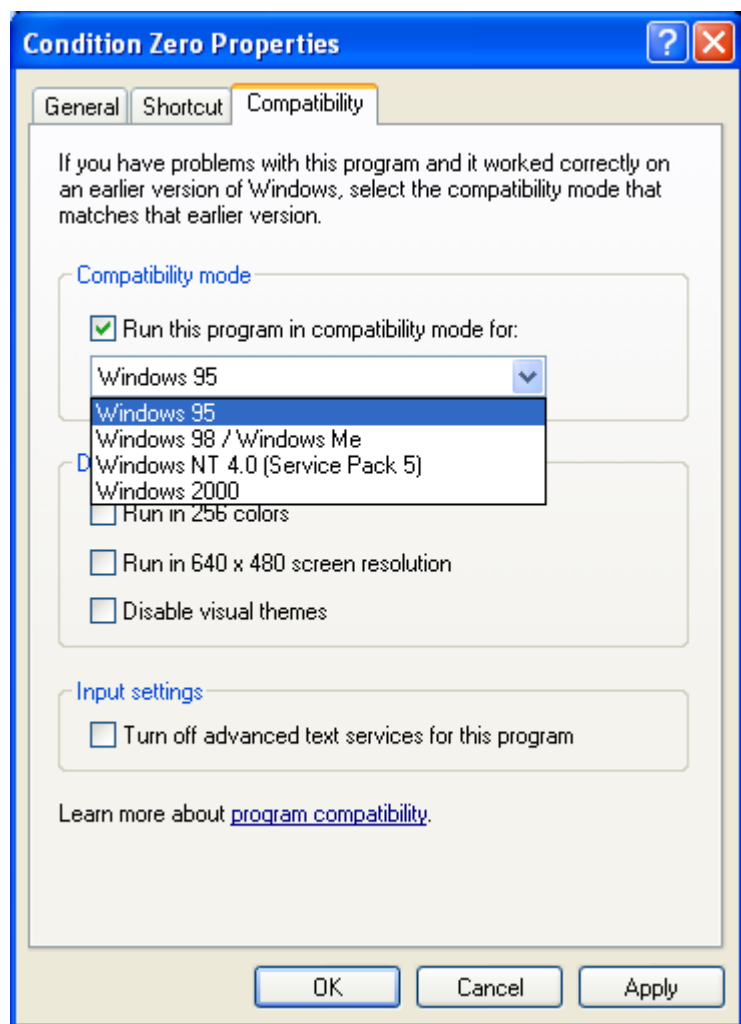 Condition Zero Properties
General Shortcut Compatibility
If you have problems with this program and it worked correctly on
an earlier version of Windows, select the compatibility mode that
matches that earlier version.
Compatibility mode
Run this program in compatibility mode for:
Windows 95
Windows 95
Windows 98 / Windows Me
Windows NT 4.0 (Service Pack 5)
Windows 2000
Run in 256 colors
Run in 640 x 480 screen resolution
Disable visual themes
Input settings
Turn off advanced text services for this program
Learn more about program compatibility.
OK Cancel Apply